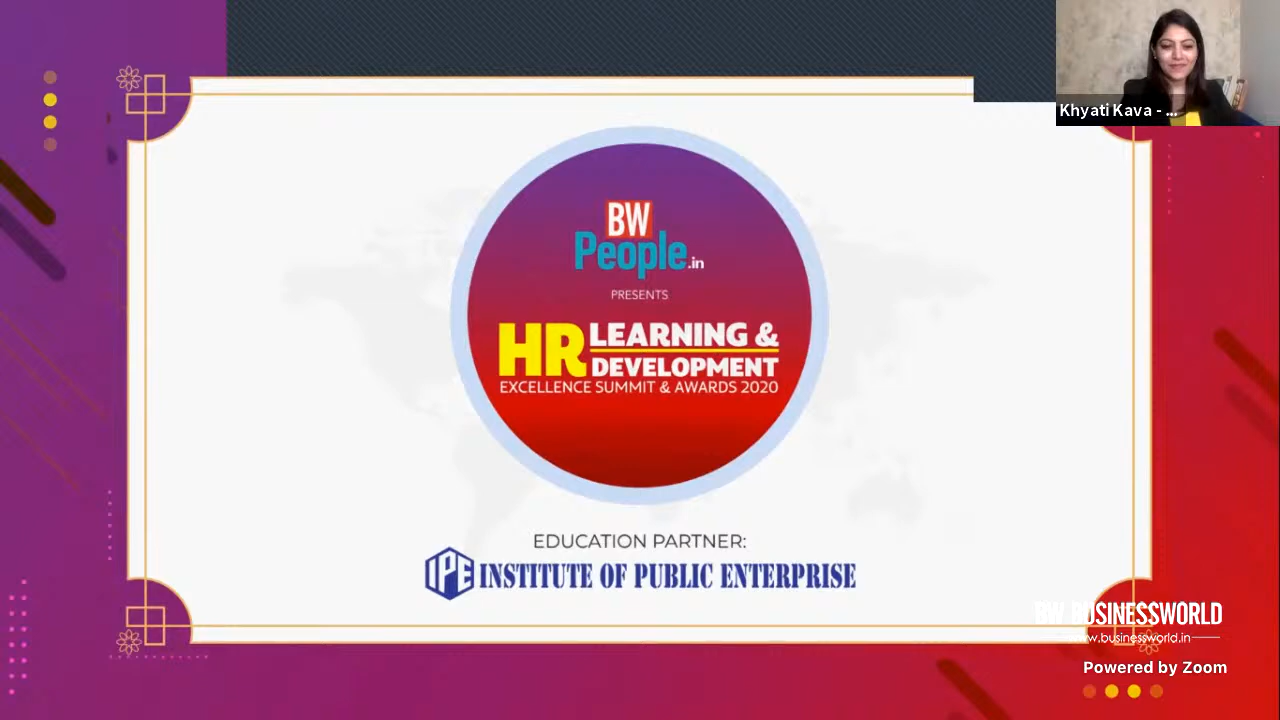 Khyati Kava - ...
BW
People.in
PRESENTS
HR LEARNING &
DEVELOPMENT
EXCELLENCE SUMMIT & AWARDS 2020
EDUCATION PARTNER:
IPE INSTITUTE OF PUBLIC ENTERPRISE
BW BUSINESSWORLD
www.businessworld.in
Powered by Zoom